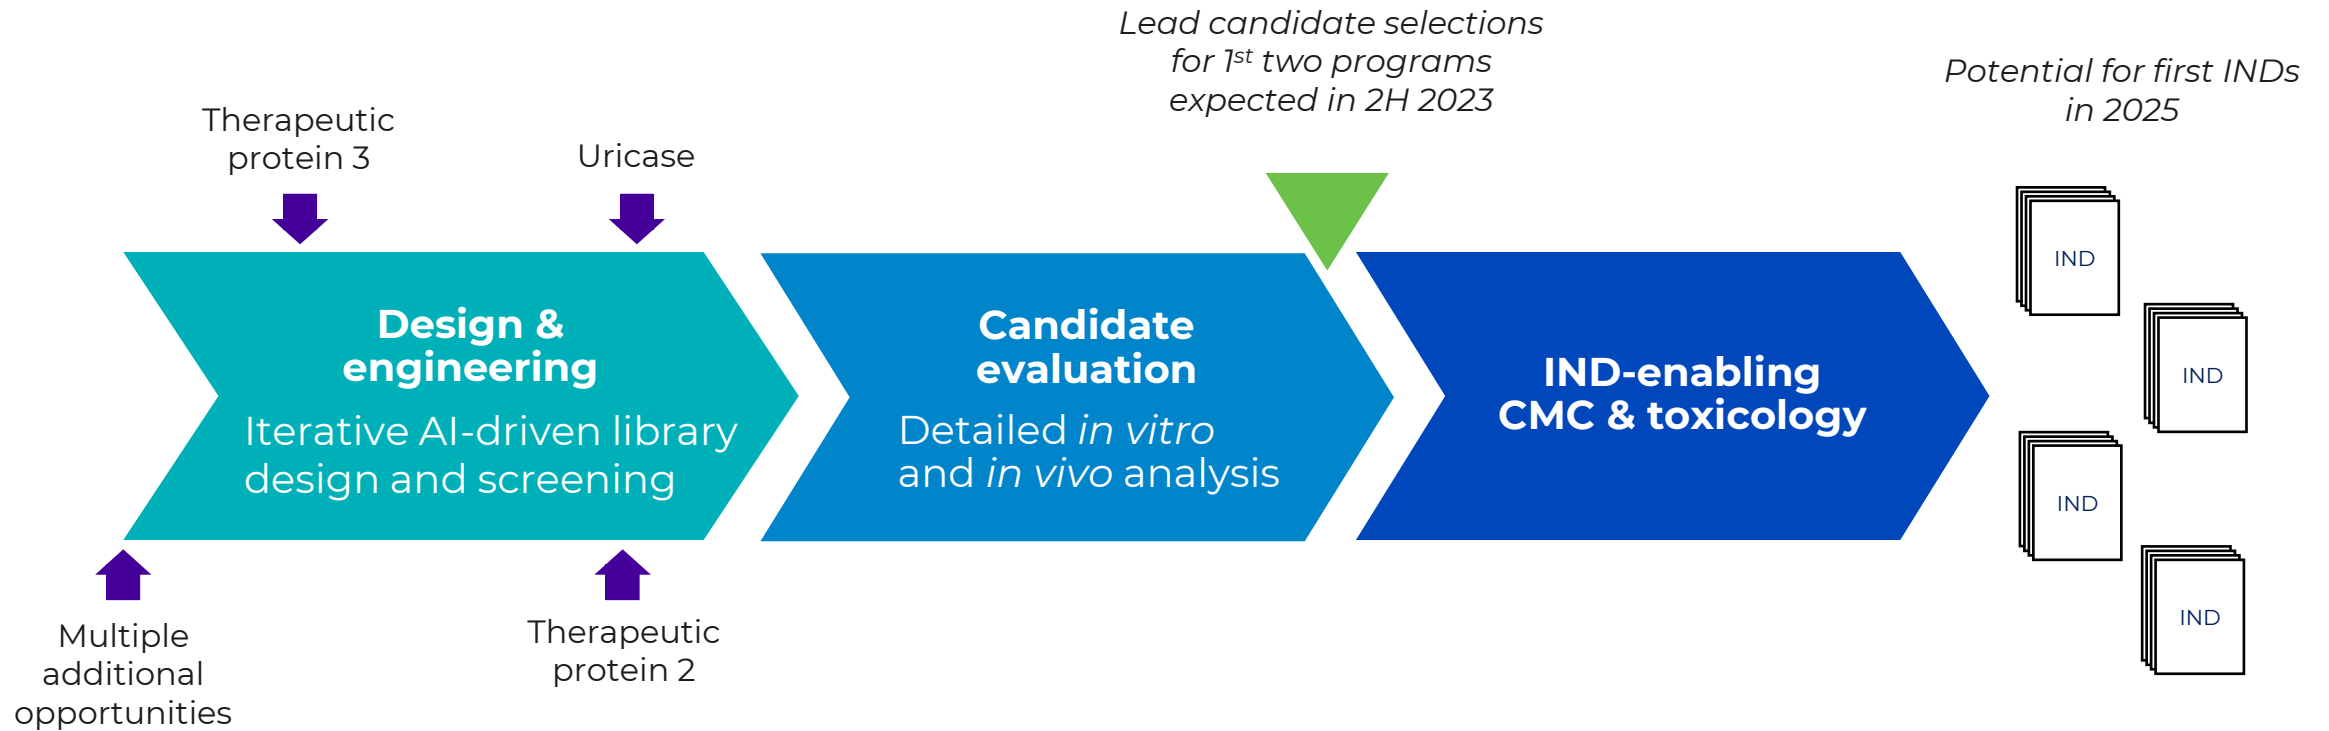 Lead candidate selections
for 1st two programs
expected in 2H 2023
Potential for first INDs
in 2025
Therapeutic
protein 3
Uricase
Design &
engineering
Iterative AI-driven library
design and screening
Candidate
evaluation
Detailed in vitro
and in vivo analysis
IND-enabling
CMC & toxicology
IND
IND
IND
IND
Multiple
additional
opportunities
Therapeutic
protein 2